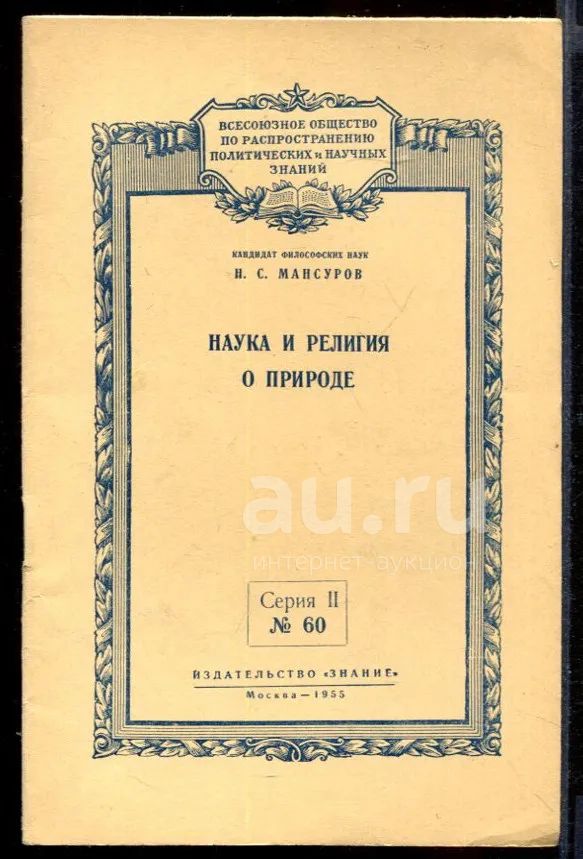 ВСЕСОЮЗНОЕ ОБЩЕСТВО
ПО РАСПРОСТРАНЕНИЮ
ПОЛИТИЧЕСКИХ И НАУЧНЫХ
ЗНАНИЙ
КАНДИДАТ ФИЛОСОФСКИХ НАУК
Н. С. МАНСУРОВ
НАУКА И РЕЛИГИЯ
О ПРИРОДЕ
au.ru
интернет-аукцион
Серия II
№ 60
ИЗДАТЕЛЬСТВО «ЗНАНИЕ»
Москва — 1955